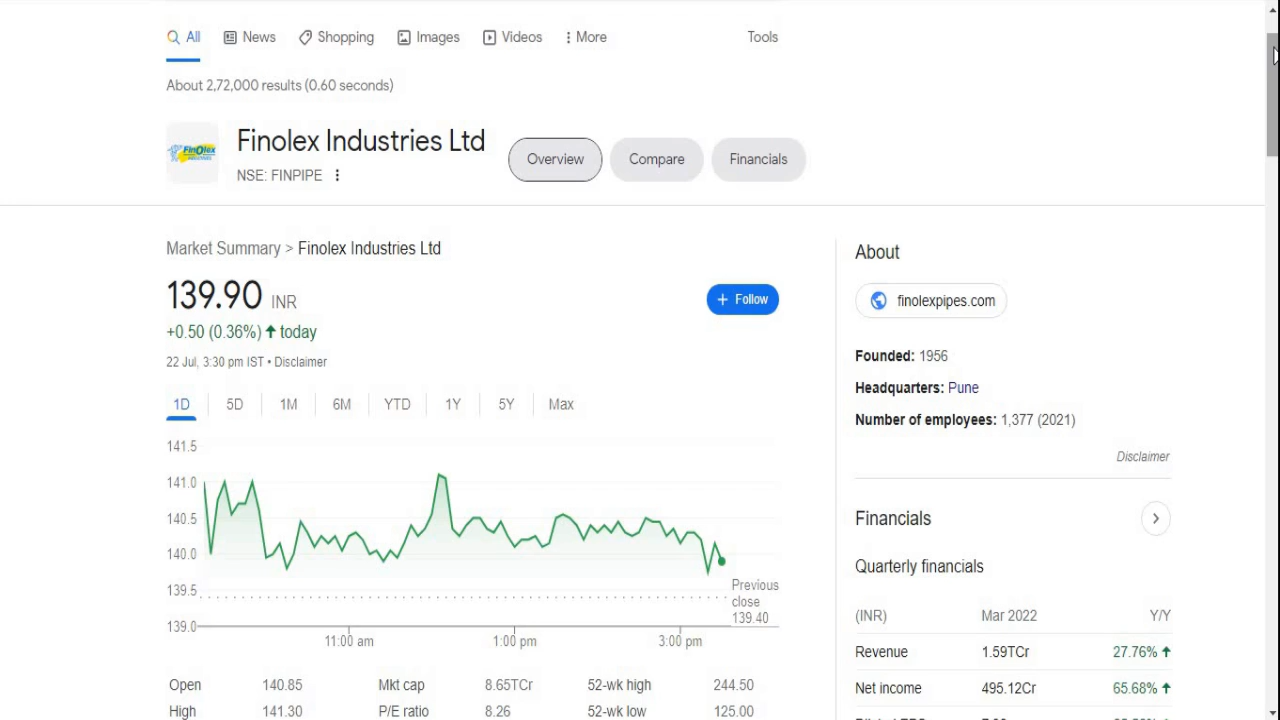 All News Shopping Images Videos More Tools
About 2,72,000 results (0.60 seconds)
FinOlex
Finolex Industries Ltd
NSE: FINPIPE
Overview Compare Financials
Market Summary > Finolex Industries Ltd
139.90 INR
+ Follow
+0.50 (0.36%) today
22 Jul, 3:30 pm IST • Disclaimer
1D 5D 1M 6M YTD 1Y 5Y Max
141.5
141.0
140.5
140.0
139.5
139.0
Previous
close
139.40
11:00 am 1:00 pm 3:00 pm
Open 140.85 Mkt cap 8.65TCr 52-wk high 244.50
High 141.30 P/E ratio 8.26 52-wk low 125.00
About
finolexpipes.com
Founded: 1956
Headquarters: Pune
Number of employees: 1,377 (2021)
Disclaimer
Financials
Quarterly financials
(INR) Mar 2022 Y/Y
Revenue 1.59TCr 27.76%
Net income 495.12Cr 65.68%